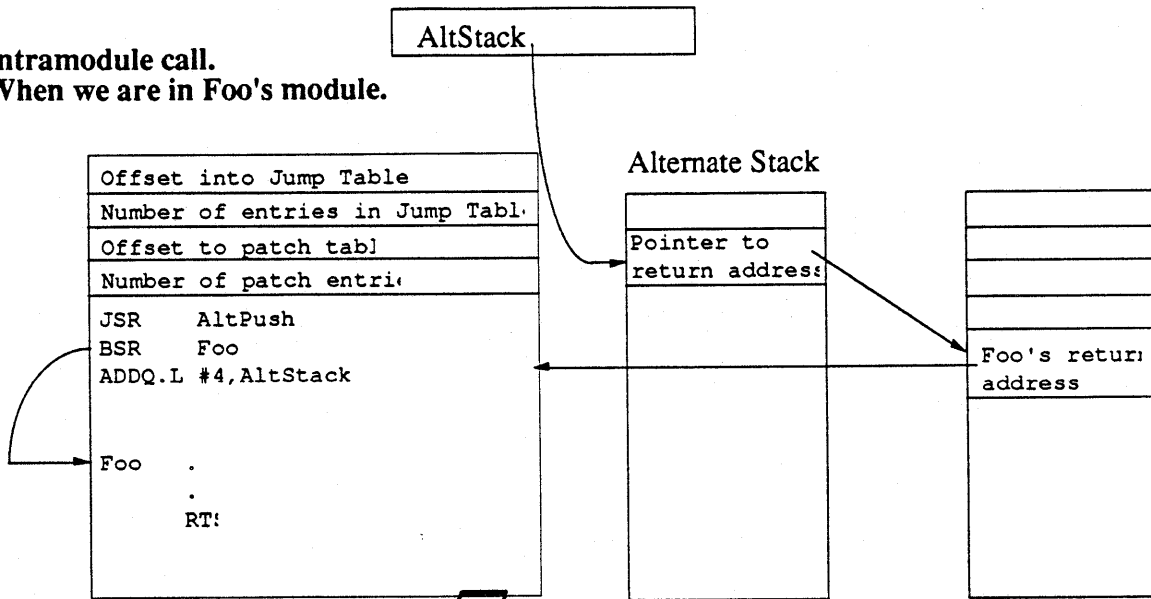 AltStack
ntramodule call.
When we are in Foo's module.
Alternate Stack
Offset into Jump Table
Number of entries in Jump Tabl
Offset to patch tabl
Number of patch entri
Pointer to
return address
JSR AltPush
BSR Foo
ADDQ.L #4,AltStack
Foo's retur
address
Foo .
.
RTS